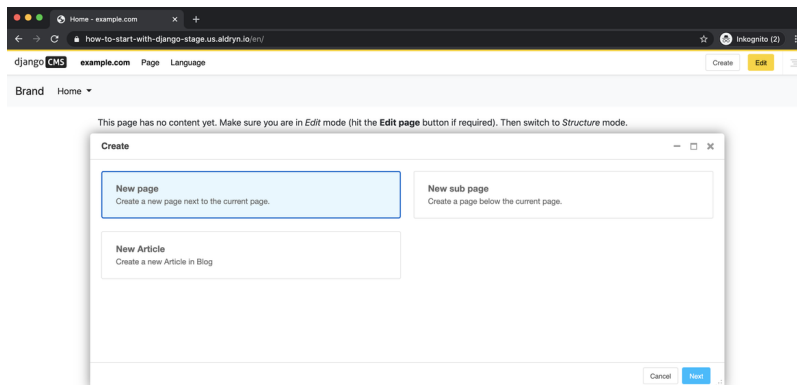 Home - example.com
how-to-start-with-django-stage.us.aldryn.io/en/
Inkognito (2)
django CMS example.com Page Language Create Edit
Brand Home
This page has no content yet. Make sure you are in Edit mode (hit the Edit page button if required). Then switch to Structure mode.
Create
New page
Create a new page next to the current page.
New sub page
Create a page below the current page.
New Article
Create a new Article in Blog
Cancel Next